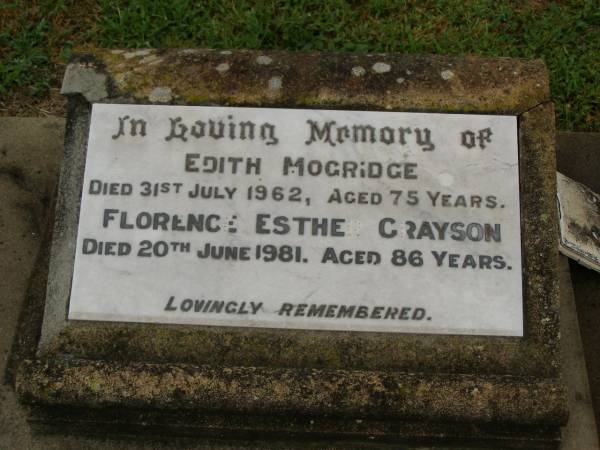 In Loving Memory of
EDITH MOGRIDGE
DIED 31ST JULY 1962, AGED 75 YEARS.
FLORENCE ESTHE GRAYSON
DIED 20TH JUNE 1981. AGED 86 YEARS.
LOVINGLY REMEMBERED.